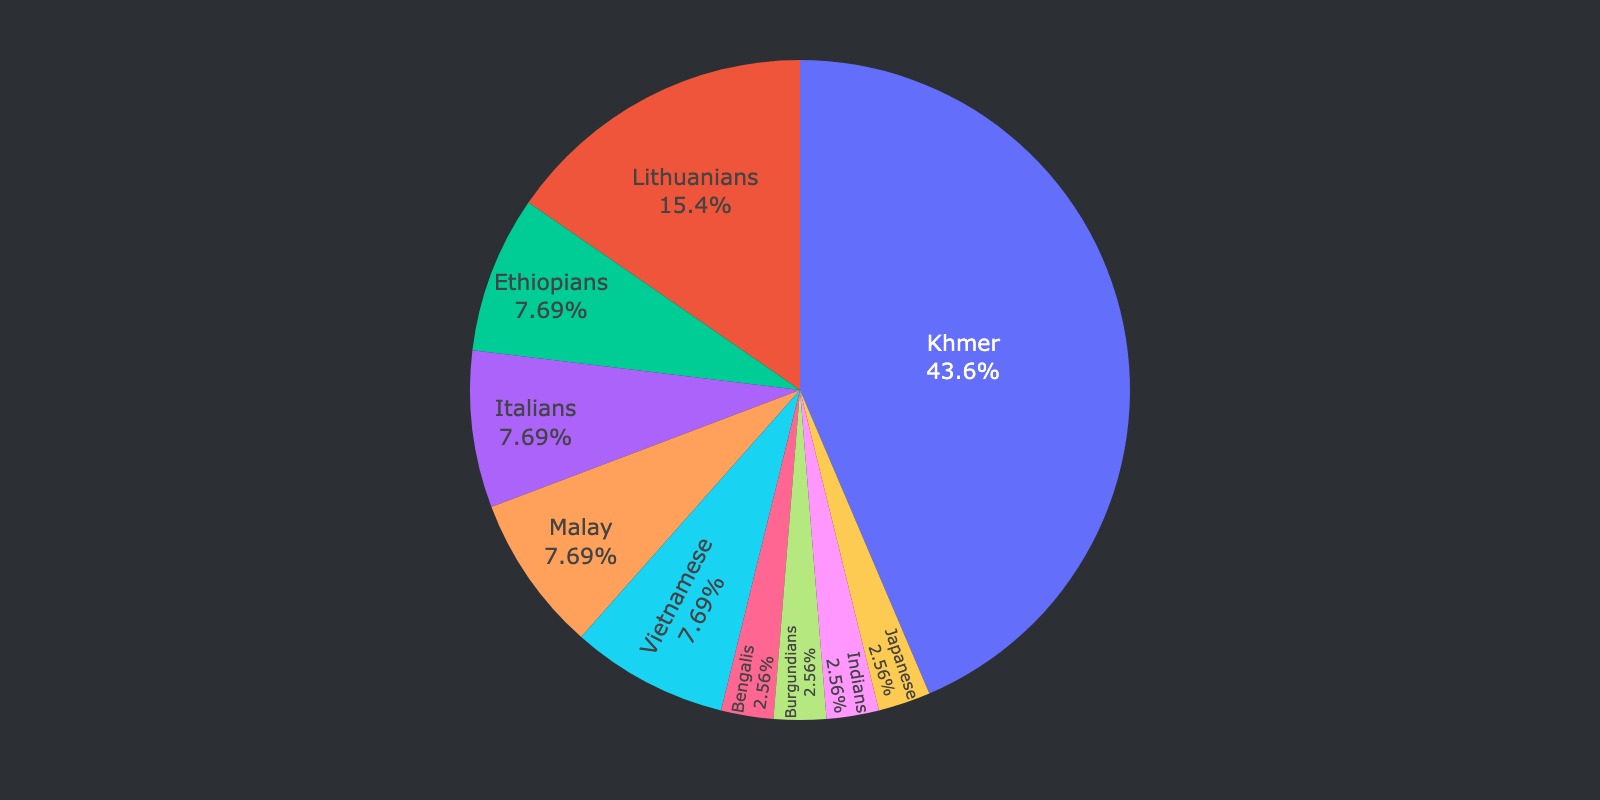 Lithuanians
15.4%
Khmer
43.6%
Ethiopians
7.69%
Italians
7.69%
Malay
7.69%
Vietnamese
7.69%
Bengalis
2.56%
Burgundians
2.56%
Indians
2.56%
Japanese
2.56%